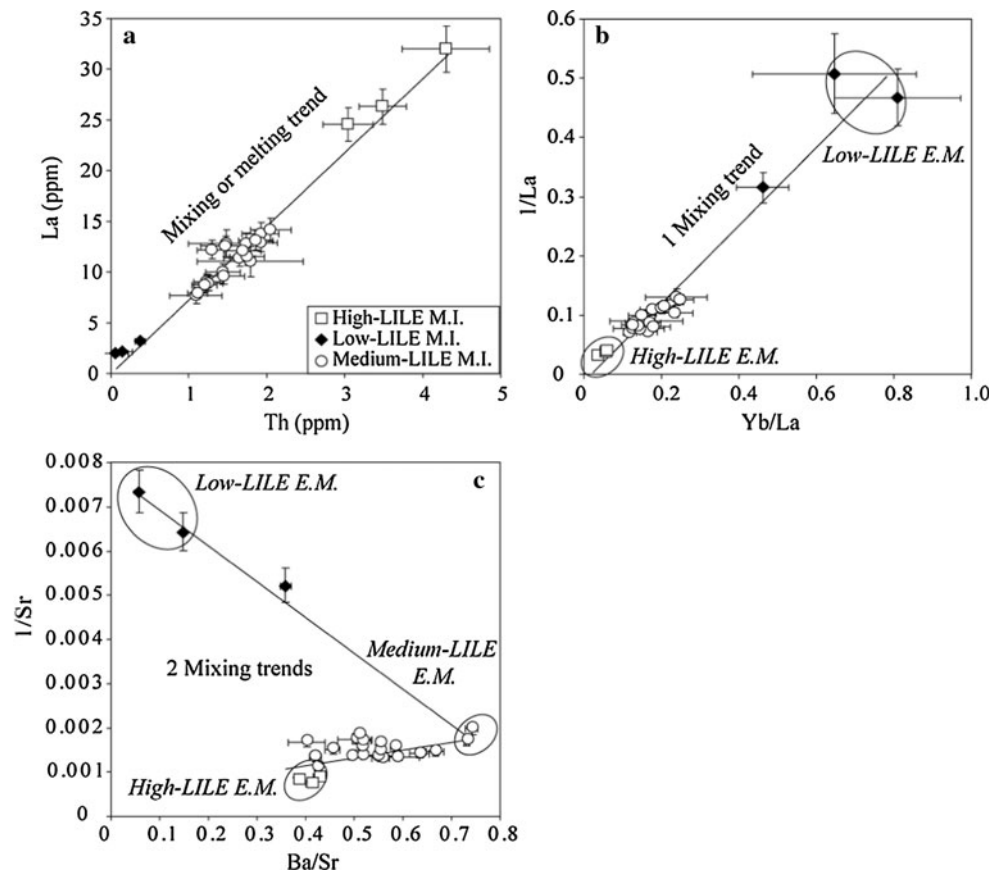 a
35
30
25
20
15
10
5
0
La (ppm)
Mixing or melting trend
High-LILE M.I.
Low-LILE M.I.
Medium-LILE M.I.
0 1 2 3 4 5
Th (ppm)
b
0.6
0.5
0.4
0.3
0.2
0.1
0
1/La
Low-LILE E.M.
1 Mixing trend
High-LILE E.M.
0 0.2 0.4 0.6 0.8 1.0
Yb/La
c
0.008
0.007
0.006
0.005
0.004
0.003
0.002
0.001
0
1/Sr
Low-LILE E.M.
Medium-LILE
E.M.
2 Mixing trends
High-LILE E.M.
0 0.1 0.2 0.3 0.4 0.5 0.6 0.7 0.8
Ba/Sr